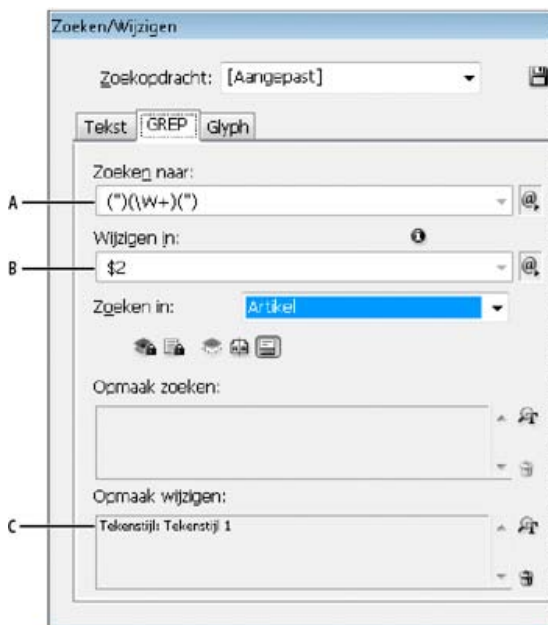 Zoeken/Wijzigen
Zoekopdracht: [Aangepast]
Tekst GREP Glyph
Zoeken naar:
A (")(\W+)(")
Wijzigen in:
B $2
Zoeken in: Artikel
Opmaak zoeken:
Opmaak wijzigen:
C Tekenstijl: Tekenstijl 1